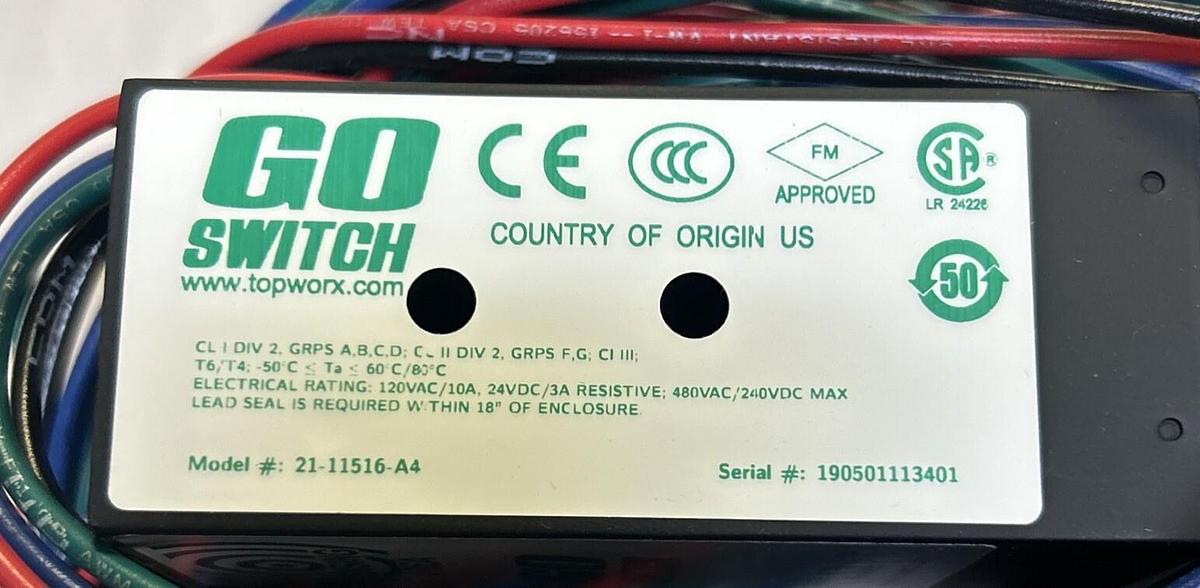 GO
SWITCH
www.topworx.com
CE
CCC
FM
APPROVED
SA®
LR 24226
COUNTRY OF ORIGIN US
50
CL I DIV 2, GRPS A,B,C,D; CL II DIV 2, GRPS F,G; Cl III;
T6/T4; -50°C ≤ Ta ≤ 60°C/80°C
ELECTRICAL RATING: 120VAC/10A, 24VDC/3A RESISTIVE; 480VAC/240VDC MAX
LEAD SEAL IS REQUIRED WITHIN 18" OF ENCLOSURE
Model #: 21-11516-A4
Serial #: 190501113401